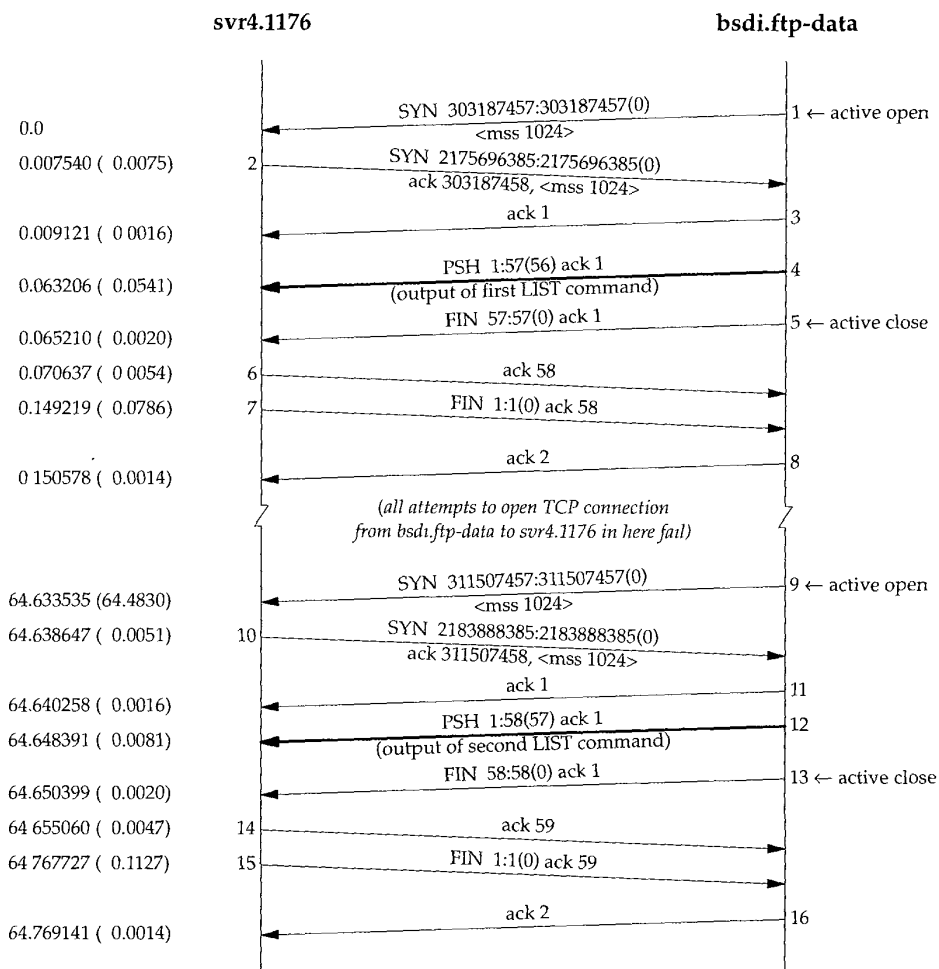 svr4.1176 bsdi.ftp-data
SYN 303187457:303187457(0) 1 ← active open
0.0 <mss 1024>
0.007540 ( 0.0075) 2 SYN 2175696385:2175696385(0)
ack 303187458, <mss 1024>
ack 1 3
0.009121 ( 0 0016)
PSH 1:57(56) ack 1 4
0.063206 ( 0.0541) (output of first LIST command)
FIN 57:57(0) ack 1 5 ← active close
0.065210 ( 0.0020)
0.070637 ( 0 0054) 6 ack 58
0.149219 ( 0.0786) 7 FIN 1:1(0) ack 58
ack 2 8
0 150578 ( 0.0014)
(all attempts to open TCP connection
from bsdi.ftp-data to svr4.1176 in here fail)
SYN 311507457:311507457(0) 9 ← active open
64.633535 (64.4830) <mss 1024>
64.638647 ( 0.0051) 10 SYN 2183888385:2183888385(0)
ack 311507458, <mss 1024>
ack 1 11
64.640258 ( 0.0016)
PSH 1:58(57) ack 1 12
64.648391 ( 0.0081) (output of second LIST command)
FIN 58:58(0) ack 1 13 ← active close
64.650399 ( 0.0020)
64 655060 ( 0.0047) 14 ack 59
64 767727 ( 0.1127) 15 FIN 1:1(0) ack 59
ack 2 16
64.769141 ( 0.0014)